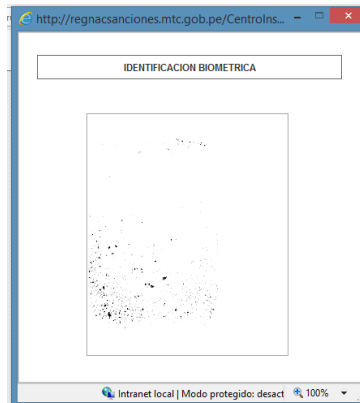 http://regnacsanciones.mtc.gob.pe/CentroIns...
IDENTIFICACION BIOMETRICA
Intranet local | Modo protegido: desact
100%